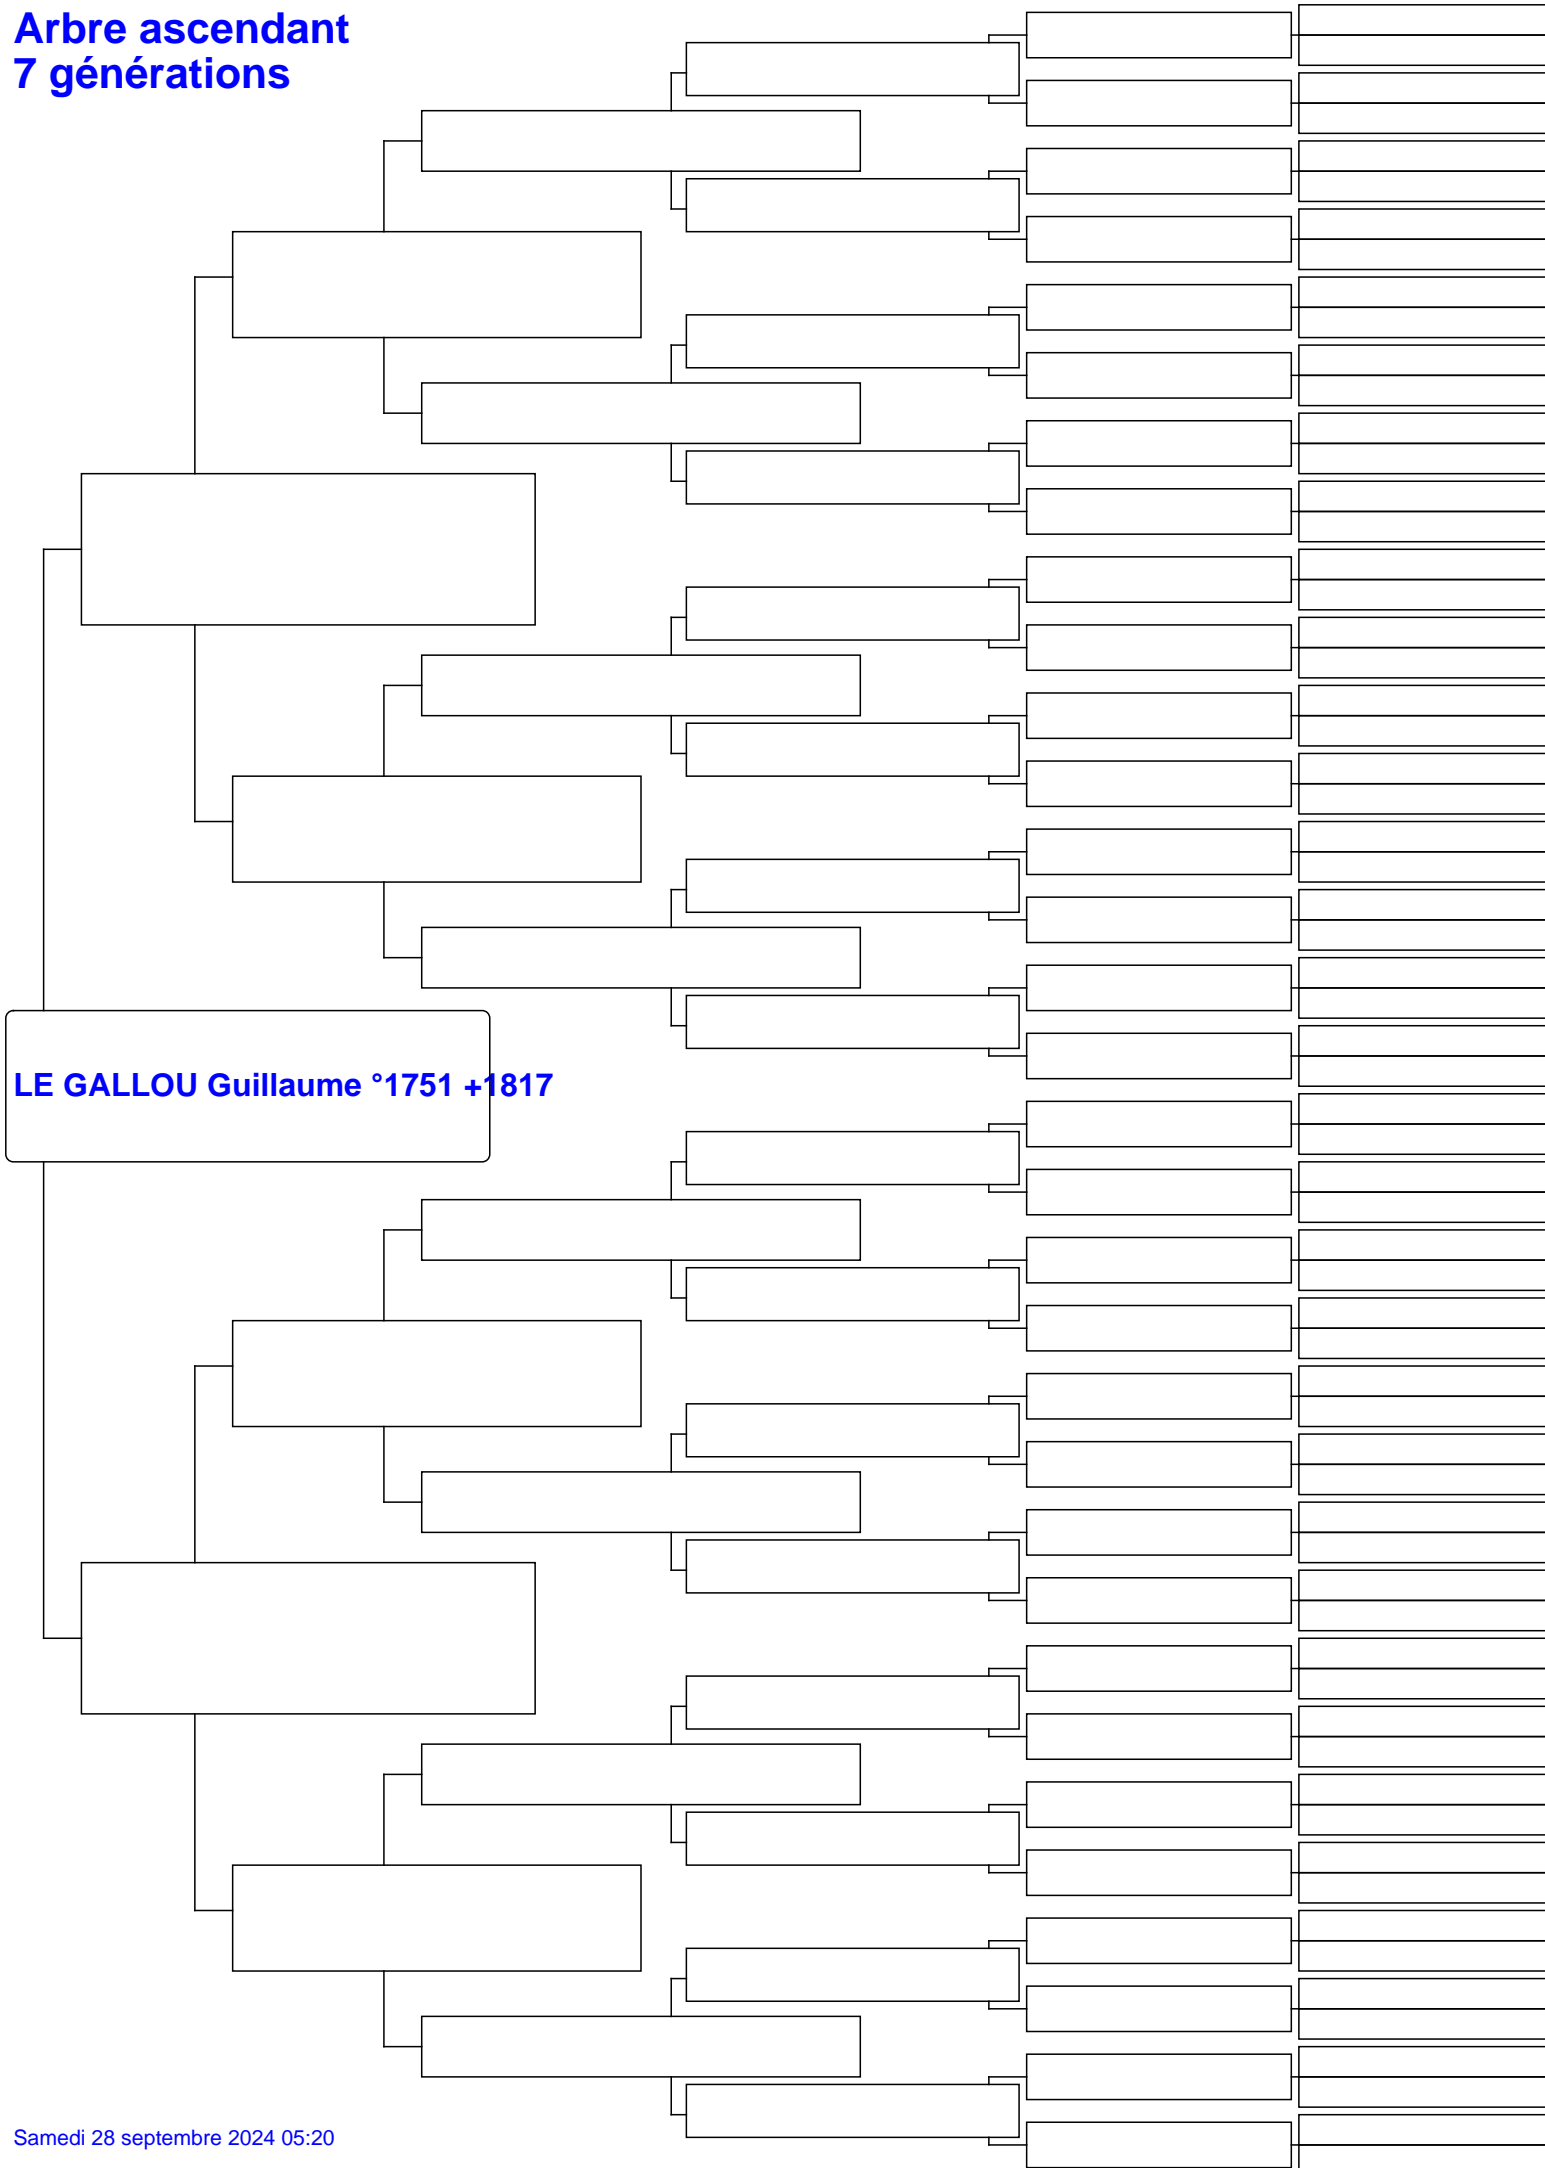 Arbre ascendant
7 générations
LE GALLOU Guillaume °1751 +1817
Samedi 28 septembre 2024 05:20